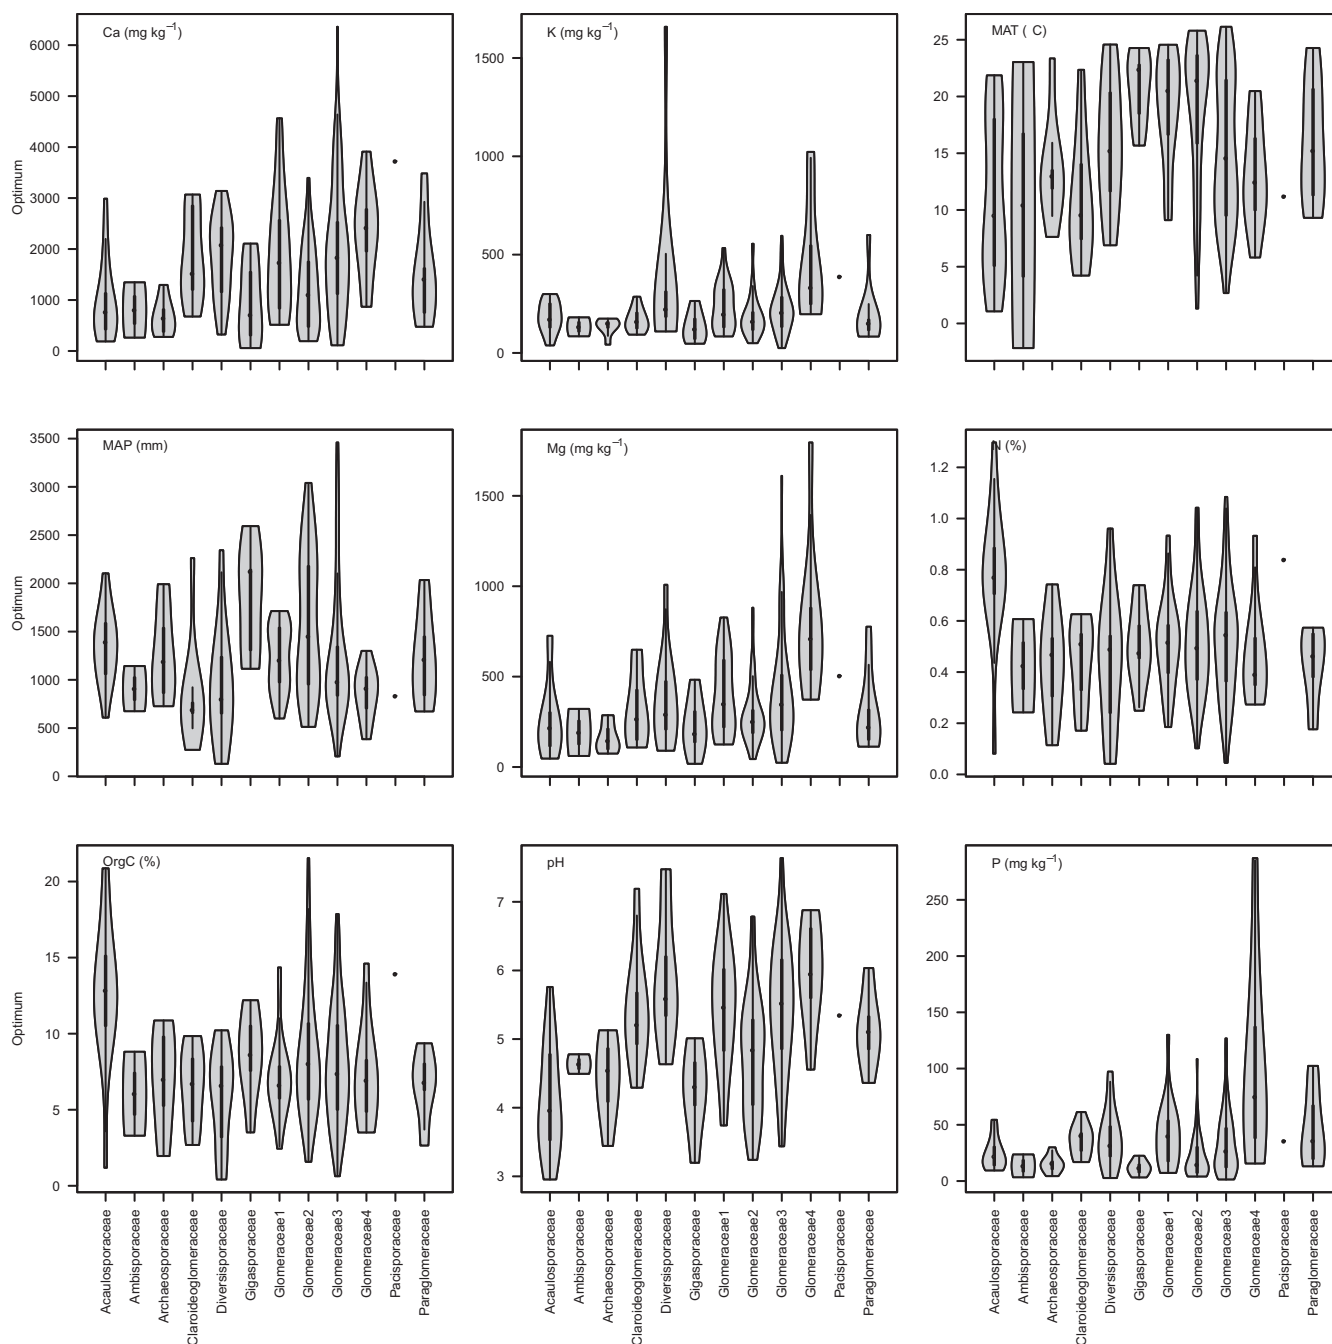 Ca (mg kg⁻¹)
K (mg kg⁻¹)
MAT ( C)
Optimum
6000
5000
4000
3000
2000
1000
0
1500
1000
500
0
25
20
15
10
5
0
MAP (mm)
Mg (mg kg⁻¹)
N (%)
Optimum
3500
3000
2500
2000
1500
1000
500
0
1500
1000
500
0
1.2
1.0
0.8
0.6
0.4
0.2
0.0
OrgC (%)
pH
P (mg kg⁻¹)
Optimum
20
15
10
5
0
7
6
5
4
3
250
200
150
100
50
0
Acaulosporaceae
Ambisporaceae
Archaeosporaceae
Claroideoglomeraceae
Diversisporaceae
Gigasporaceae
Glomeraceae1
Glomeraceae2
Glomeraceae3
Glomeraceae4
Pacisporaceae
Paraglomeraceae
Acaulosporaceae
Ambisporaceae
Archaeosporaceae
Claroideoglomeraceae
Diversisporaceae
Gigasporaceae
Glomeraceae1
Glomeraceae2
Glomeraceae3
Glomeraceae4
Pacisporaceae
Paraglomeraceae
Acaulosporaceae
Ambisporaceae
Archaeosporaceae
Claroideoglomeraceae
Diversisporaceae
Gigasporaceae
Glomeraceae1
Glomeraceae2
Glomeraceae3
Glomeraceae4
Pacisporaceae
Paraglomeraceae